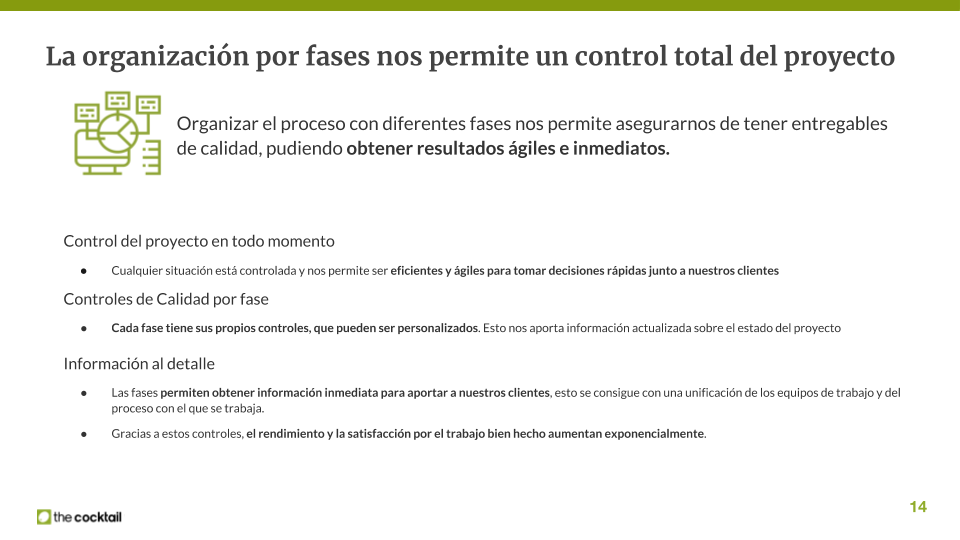 La organización por fases nos permite un control total del proyecto
Organizar el proceso con diferentes fases nos permite asegurarnos de tener entregables
de calidad, pudiendo obtener resultados ágiles e inmediatos.
Control del proyecto en todo momento
● Cualquier situación está controlada y nos permite ser eficientes y ágiles para tomar decisiones rápidas junto a nuestros clientes
Controles de Calidad por fase
● Cada fase tiene sus propios controles, que pueden ser personalizados. Esto nos aporta información actualizada sobre el estado del proyecto
Información al detalle
● Las fases permiten obtener información inmediata para aportar a nuestros clientes, esto se consigue con una unificación de los equipos de trabajo y del
proceso con el que se trabaja.
● Gracias a estos controles, el rendimiento y la satisfacción por el trabajo bien hecho aumentan exponencialmente.
the cocktail
14